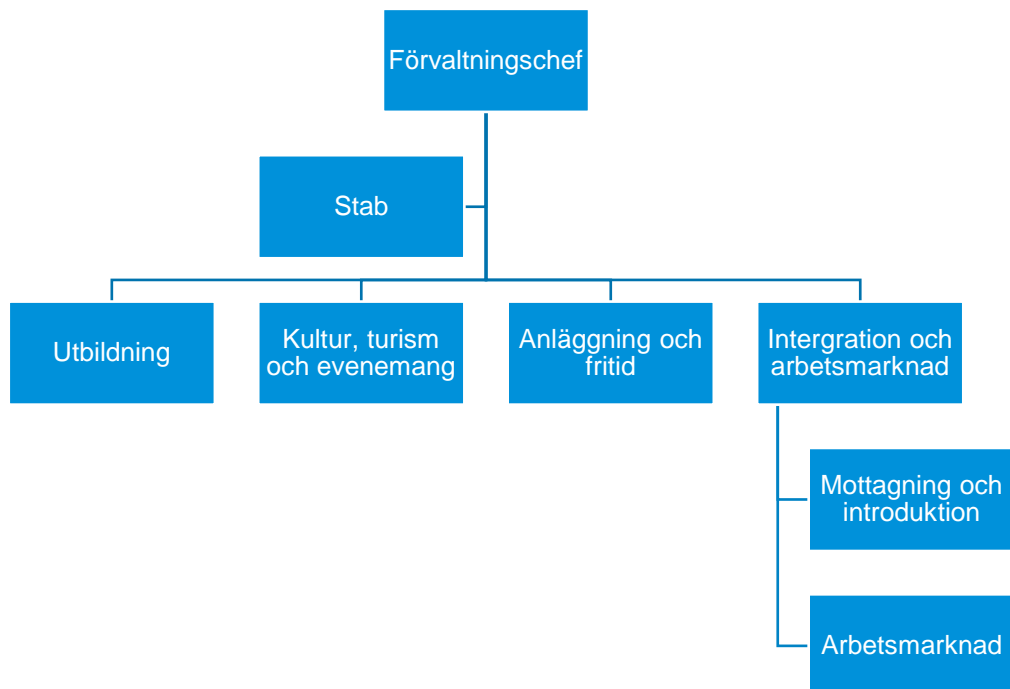 Förvaltningschef
Stab
Utbildning
Kultur, turism
och evenemang
Anläggning och
fritid
Intergration och
arbetsmarknad
Mottagning och
introduktion
Arbetsmarknad